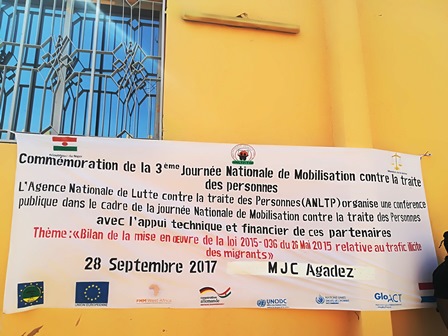 Commémoration de la 3ème Journée Nationale de Mobilisation contre la traite
des personnes
L'Agence Nationale de Lutte contre la traite des Personnes(ANLTP)organise une conférence
publique dans le cadre de la journée Nationale de Mobilisation contre la traite des Personnes
avec l'appui technique et financier de ces partenaires
Thème:«Bilan de la mise en œuvre de la loi 2015-036 du 26 Mai 2015 relative au trafic illicite
des migrants»
28 Septembre 2017 MJC Agadez
UNION EUROPEENNE
UNODC
GloACT